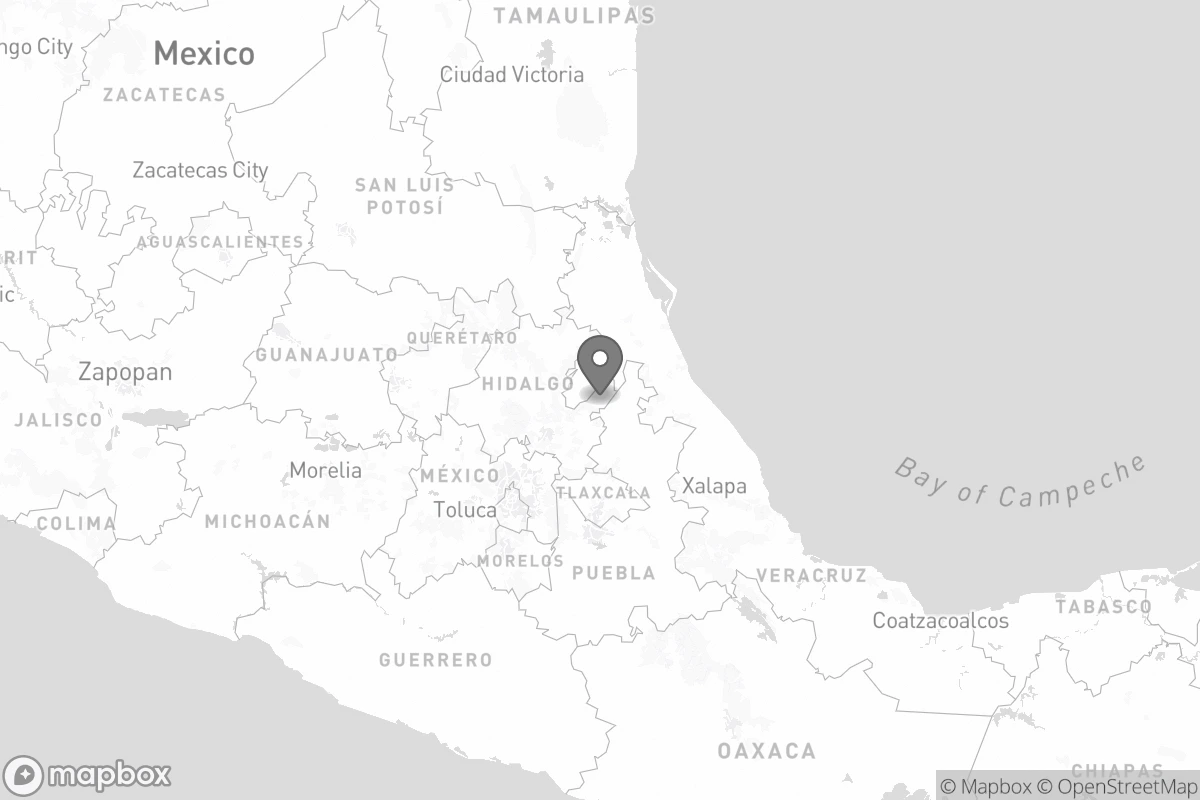 TAMAULIPAS
ngo City
Mexico
Ciudad Victoria
ZACATECAS
Zacatecas City
SAN LUIS
POTOSÍ
AGUASCALIENTES
RIT
ic
QUERÉTARO
GUANAJUATO
Zapopan
HIDALGO
JALISCO
Morelia
MÉXICO
Bay of Campeche
Xalapa
TLAXCALA
Toluca
COLIMA
MICHOACÁN
MORELOS
PUEBLA
VERACRUZ
TABASCO
Coatzacoalcos
GUERRERO
OAXACA
CHIAPAS
mapbox
© Mapbox © OpenStreetMap